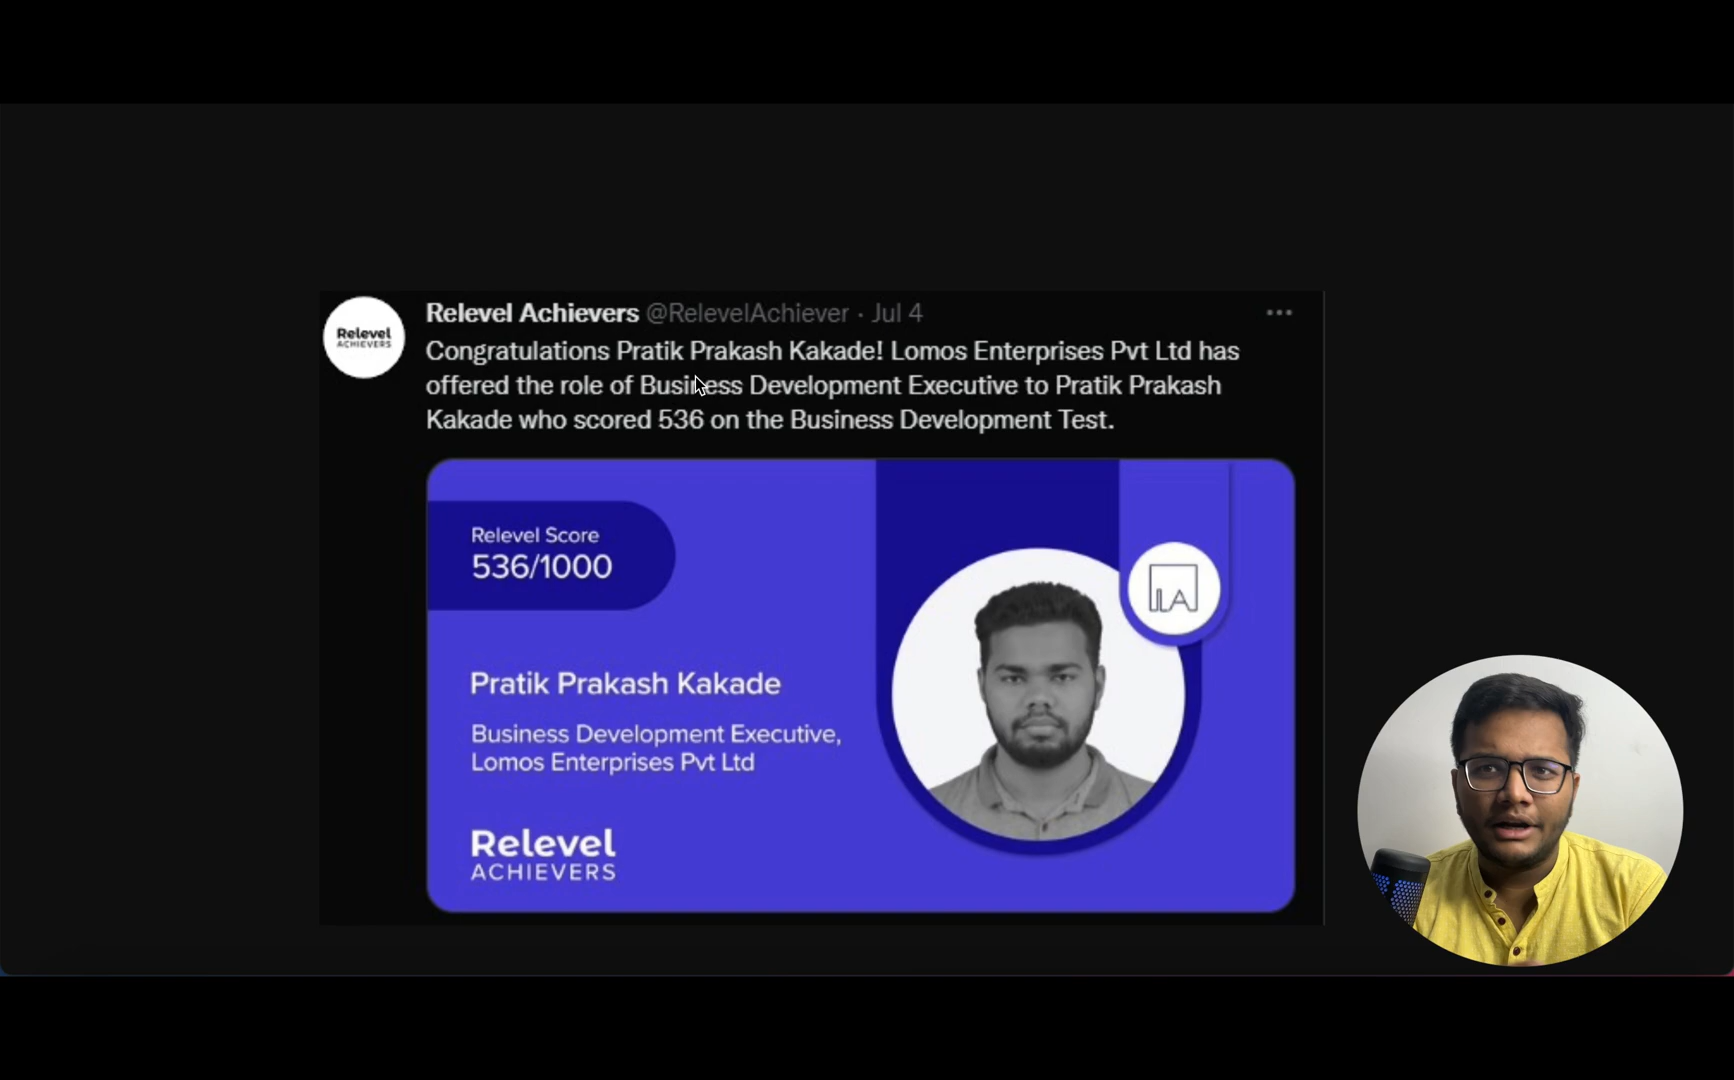 Relevel
ACHIEVERS
Relevel Achievers @RelevelAchiever · Jul 4
Congratulations Pratik Prakash Kakade! Lomos Enterprises Pvt Ltd has
offered the role of Business Development Executive to Pratik Prakash
Kakade who scored 536 on the Business Development Test.
Relevel Score
536/1000
Pratik Prakash Kakade
Business Development Executive,
Lomos Enterprises Pvt Ltd
Relevel
ACHIEVERS